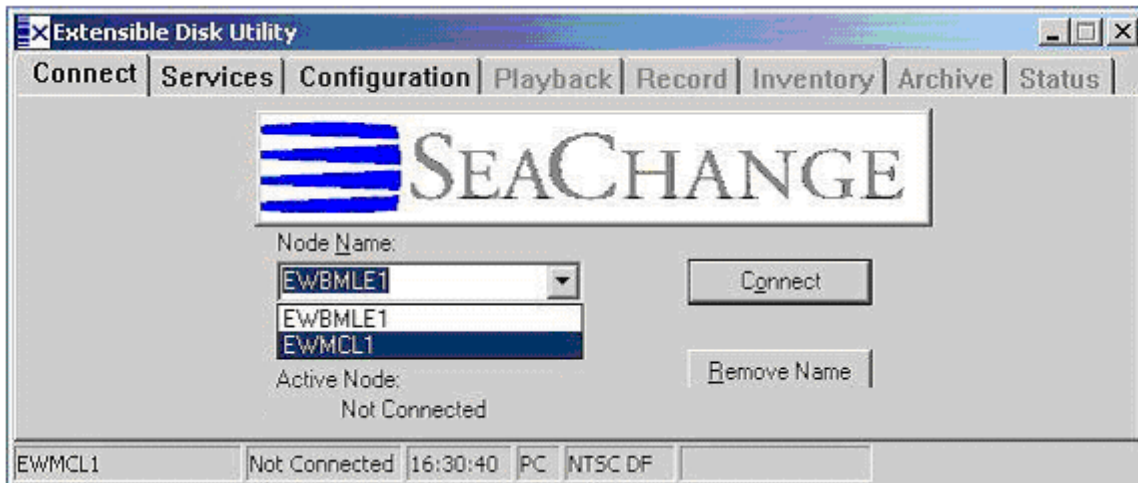 Extensible Disk Utility
Connect Services Configuration Playback Record Inventory Archive Status
SEACHANGE
Node Name:
EWBMLE1
Connect
EWBMLE1
EWMCL1
Remove Name
Active Node:
Not Connected
EWMCL1 Not Connected 16:30:40 PC NTSC DF